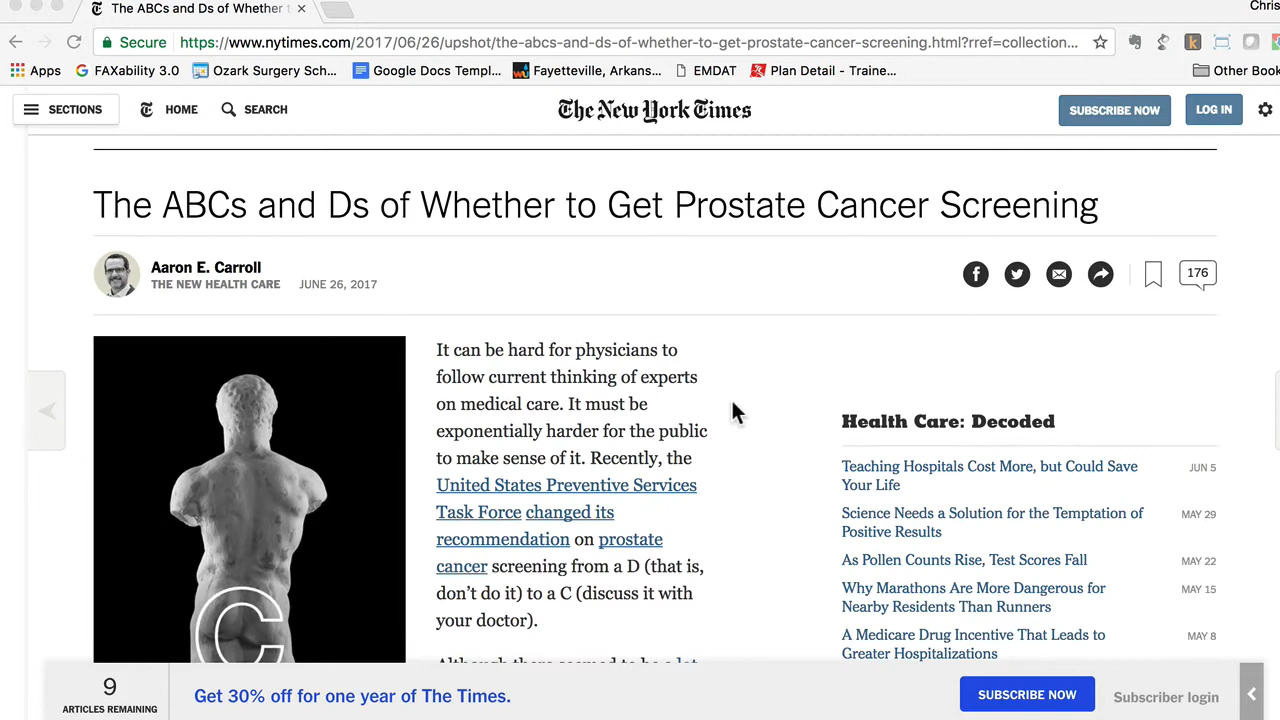 The ABCs and Ds of Whether t
Chris
Secure https://www.nytimes.com/2017/06/26/upshot/the-abcs-and-ds-of-whether-to-get-prostate-cancer-screening.html?rref=collection...
Apps FAXability 3.0 Ozark Surgery Sch... Google Docs Templ... Fayetteville, Arkans... EMDAT Plan Detail - Traine... Other Book
SECTIONS HOME SEARCH The New York Times SUBSCRIBE NOW LOG IN
The ABCs and Ds of Whether to Get Prostate Cancer Screening
Aaron E. Carroll
THE NEW HEALTH CARE JUNE 26, 2017
176
It can be hard for physicians to
follow current thinking of experts
on medical care. It must be
exponentially harder for the public
to make sense of it. Recently, the
United States Preventive Services
Task Force changed its
recommendation on prostate
cancer screening from a D (that is,
don't do it) to a C (discuss it with
your doctor).
C
Health Care: Decoded
Teaching Hospitals Cost More, but Could Save JUN 5
Your Life
Science Needs a Solution for the Temptation of MAY 29
Positive Results
As Pollen Counts Rise, Test Scores Fall MAY 22
Why Marathons Are More Dangerous for MAY 15
Nearby Residents Than Runners
A Medicare Drug Incentive That Leads to MAY 8
Greater Hospitalizations
9
ARTICLES REMAINING
Get 30% off for one year of The Times.
SUBSCRIBE NOW
Subscriber login